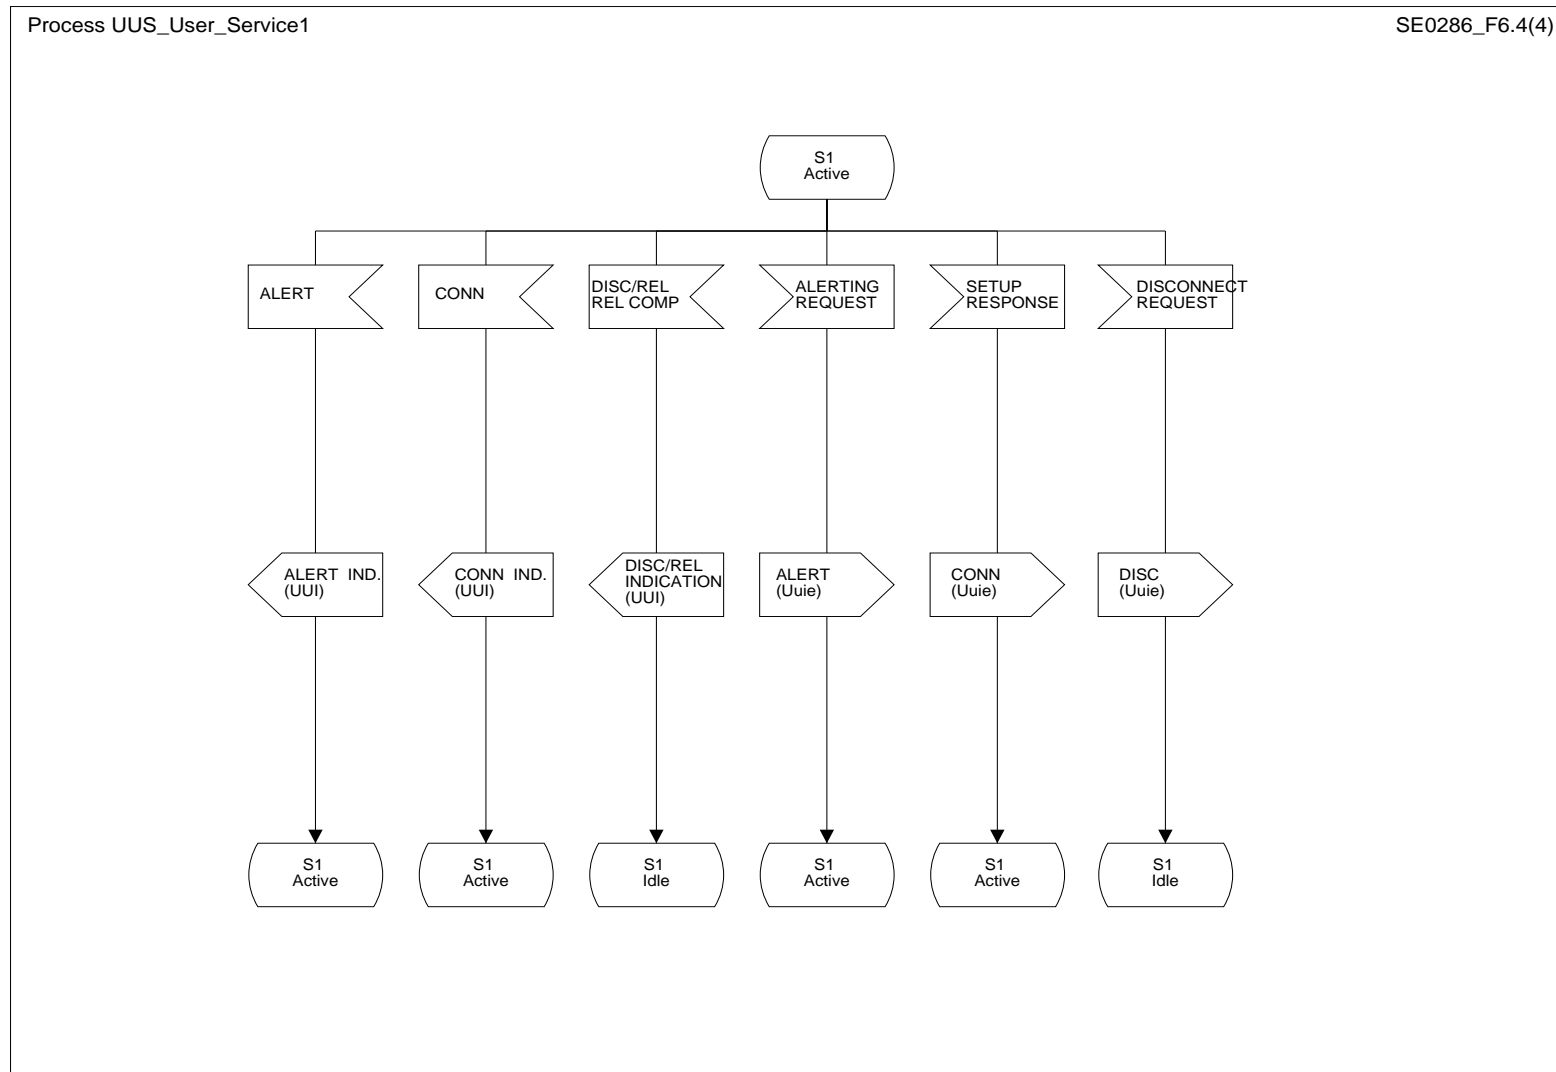 Process UUS_User_Service1
SE0286_F6.4(4)
S1
Active
ALERT
CONN
DISC/REL
REL COMP
ALERTING
REQUEST
SETUP
RESPONSE
DISCONNECT
REQUEST
ALERT IND.
(UUI)
CONN IND.
(UUI)
DISC/REL
INDICATION
(UUI)
ALERT
(Uuie)
CONN
(Uuie)
DISC
(Uuie)
S1
Active
S1
Active
S1
Idle
S1
Active
S1
Active
S1
Idle